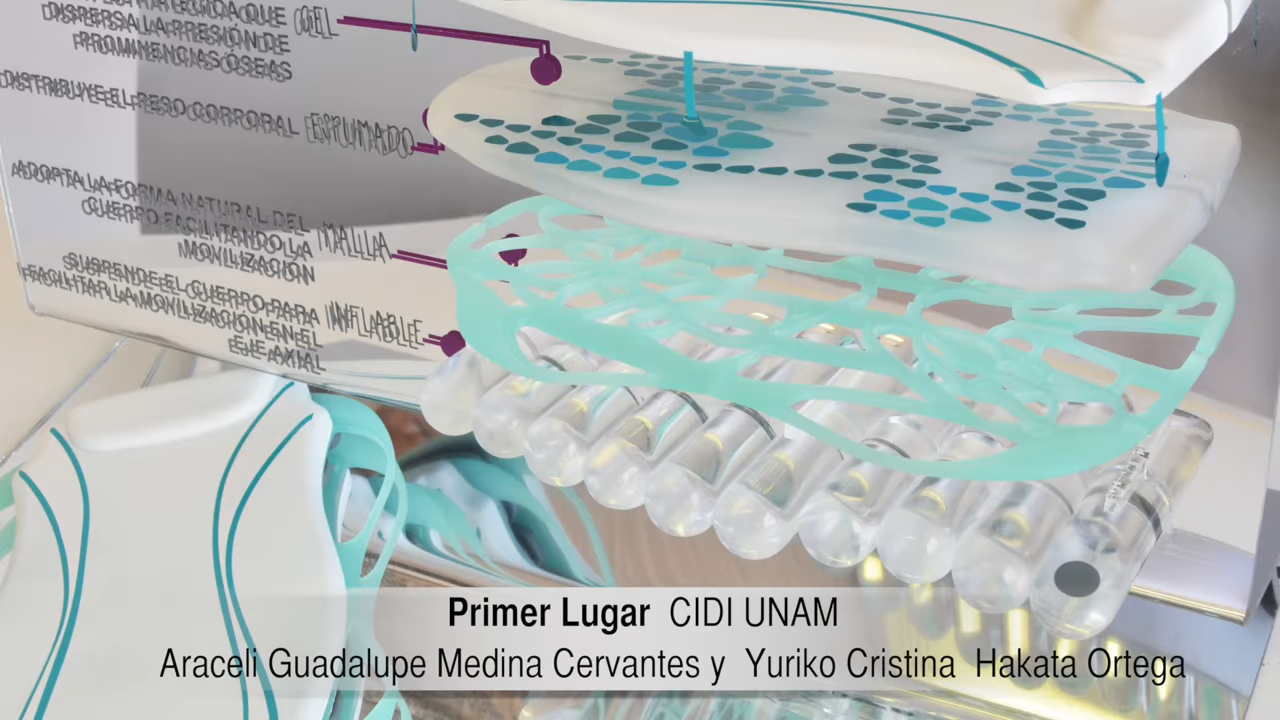 DISPERSA LA PRESIÓN DE
PROMINENCIAS ÓSEAS
GEL
DISTRIBUYE EL PESO CORPORAL
ESPUMADO
ADOPTA LA FORMA NATURAL DEL
CUERPO FACILITANDO LA
MOVILIZACIÓN
MALLA
SUSPENDE EL CUERPO PARA
FACILITAR LA MOVILIZACIÓN EN EL
EJE AXIAL
INFLABLE
Primer Lugar CIDI UNAM
Araceli Guadalupe Medina Cervantes y Yuriko Cristina Hakata Ortega